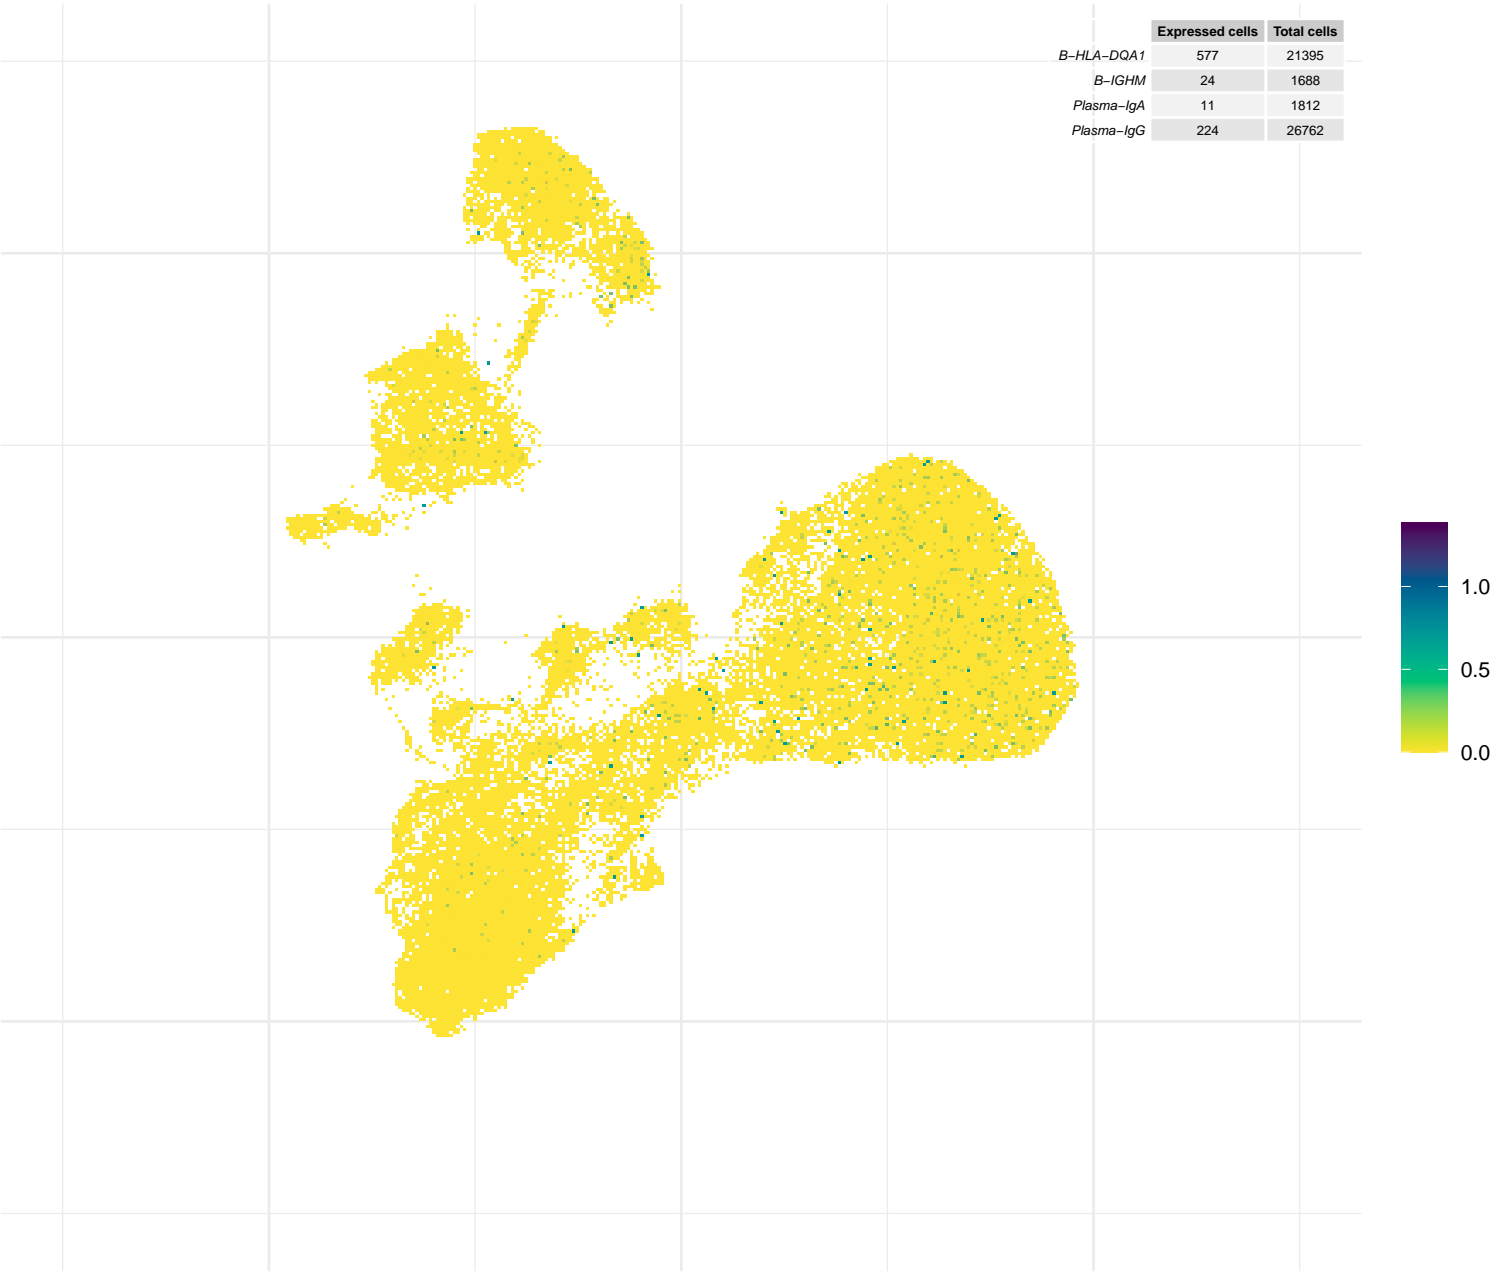 Expressed cells Total cells
B−HLA−DQA1 577 21395
B−IGHM 24 1688
Plasma−IgA 11 1812
Plasma−IgG 224 26762
1.0
0.5
0.0